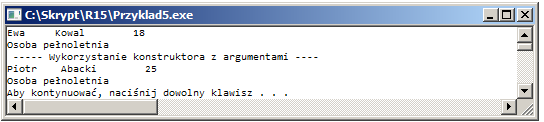 C:\Skrypt\R15\Przyklad5.exe
Ewa Kowal 18
Osoba pełnoletnia
----- Wykorzystanie konstruktora z argumentami ----
Piotr Abacki 25
Osoba pełnoletnia
Aby kontynuować, naciśnij dowolny klawisz . . .